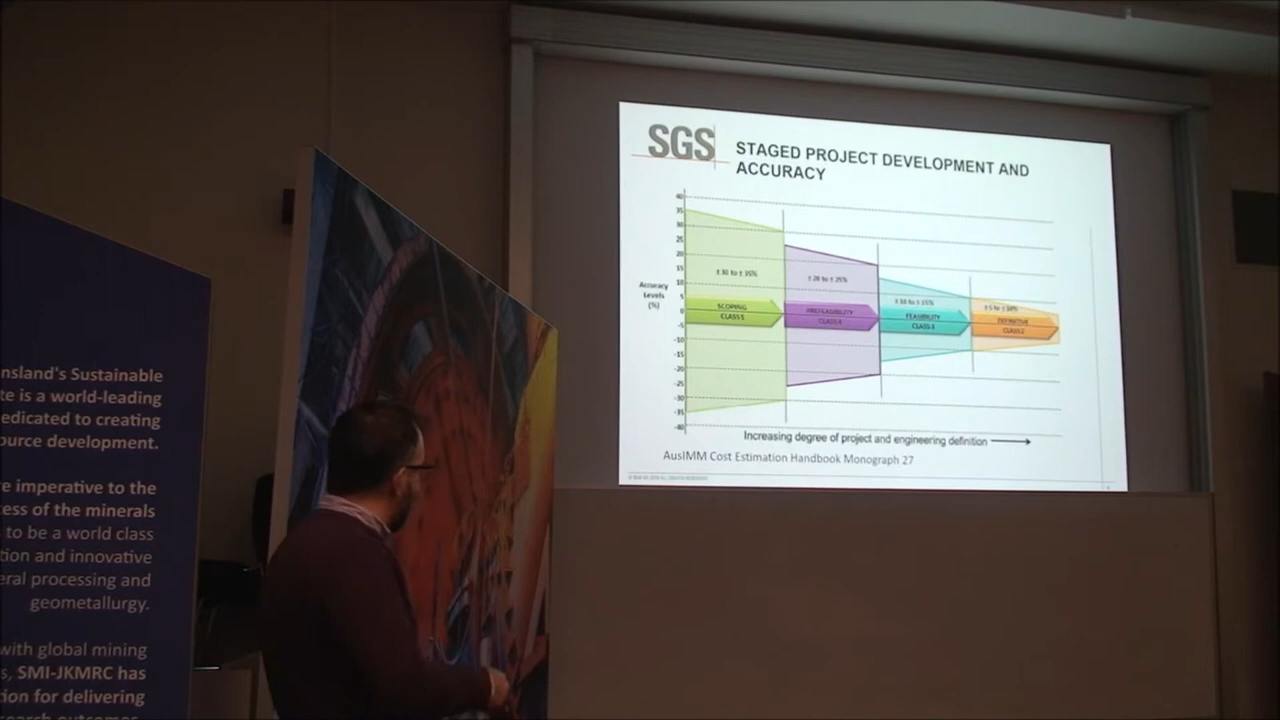 nsland's Sustainable
te is a world-leading
edicated to creating
ource development.
e imperative to the
ess of the minerals
to be a world class
tion and innovative
eral processing and
geometallurgy.
with global mining
s, SMI-JKMRC has
ion for delivering
SGS
STAGED PROJECT DEVELOPMENT AND
ACCURACY
40
35
30
25
20
15
10
5
0
-5
-10
-15
-20
-25
-30
-35
-40
Accuracy
Levels
(%)
± 30 to ± 35%
SCOPING
CLASS 5
± 20 to ± 25%
PREFEASIBILITY
CLASS 4
± 10 to ± 15%
FEASIBILITY
CLASS 3
± 5 to ± 10%
DEFINITIVE
CLASS 2
Increasing degree of project and engineering definition
AusIMM Cost Estimation Handbook Monograph 27